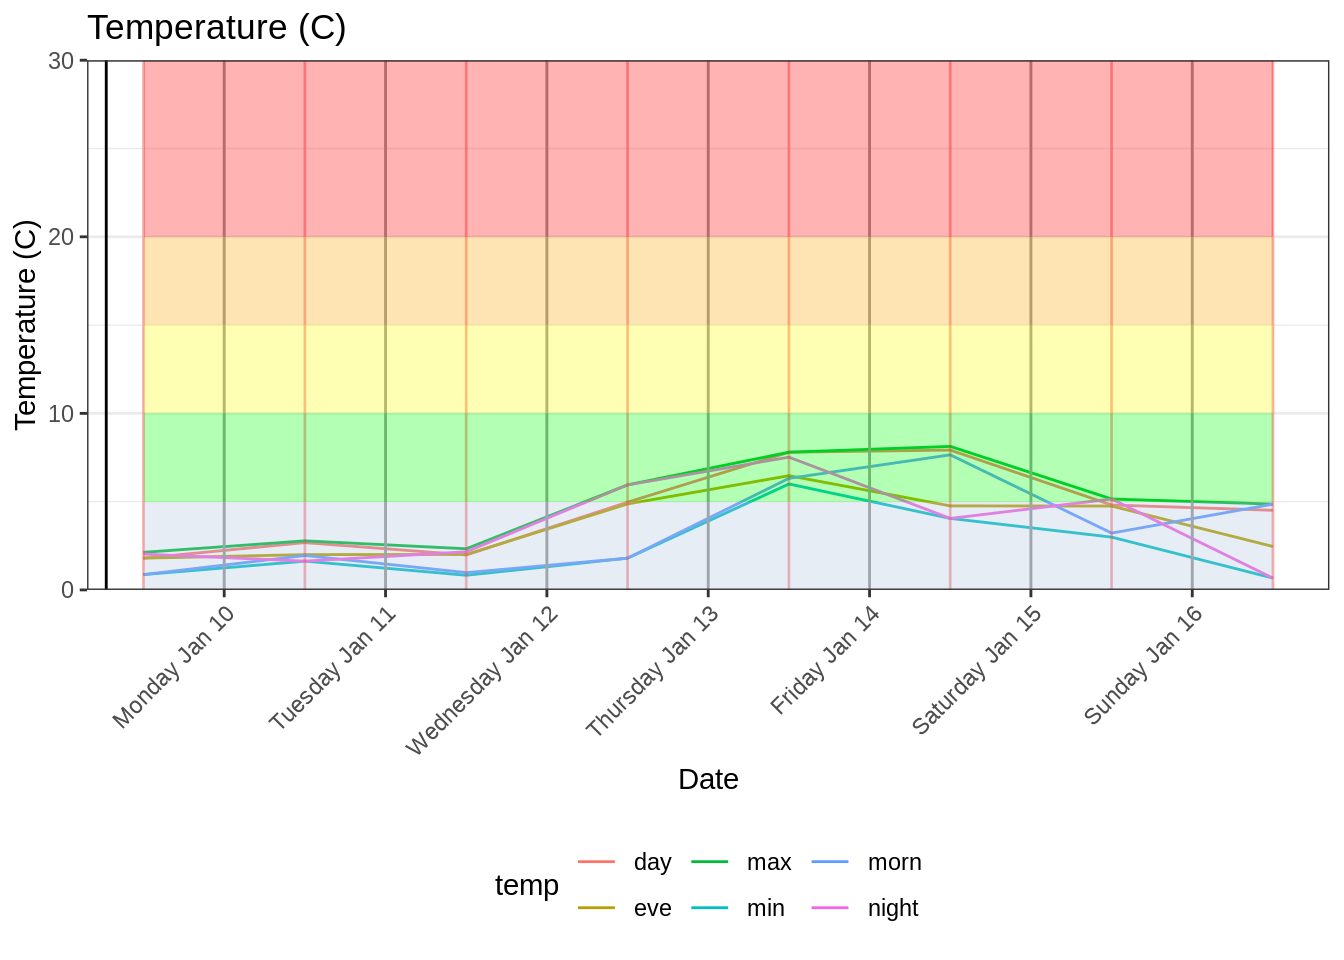 Temperature (C)
Temperature (C)
30
20
10
0
Monday Jan 10
Tuesday Jan 11
Wednesday Jan 12
Thursday Jan 13
Friday Jan 14
Saturday Jan 15
Sunday Jan 16
Date
temp
day max morn
eve min night